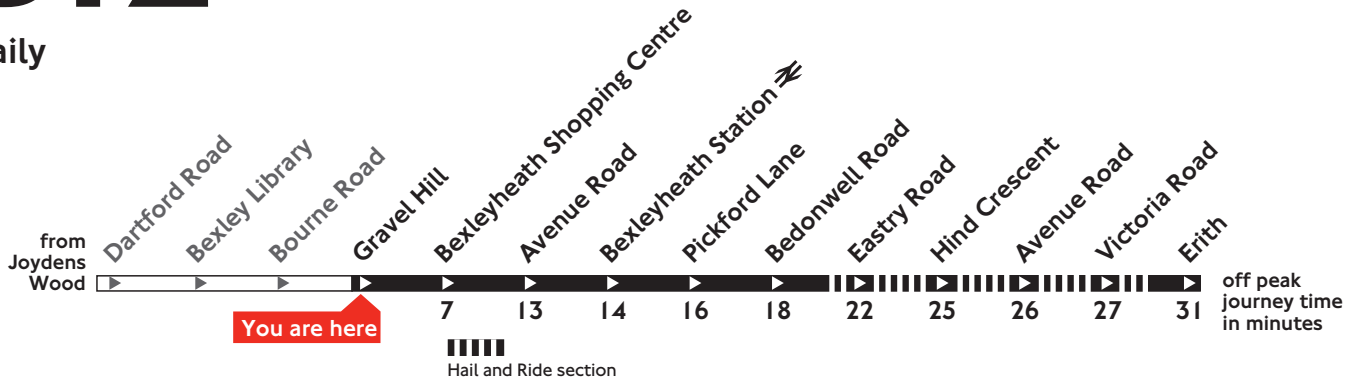 aily
Dartford Road
Bexley Library
Bourne Road
Gravel Hill
Bexleyheath Shopping Centre
Avenue Road
Bexleyheath Station
Pickford Lane
Bedonwell Road
Eastry Road
Hind Crescent
Avenue Road
Victoria Road
Erith
from
Joydens
Wood
off peak
journey time
in minutes
7 13 14 16 18 22 25 26 27 31
You are here
Hail and Ride section